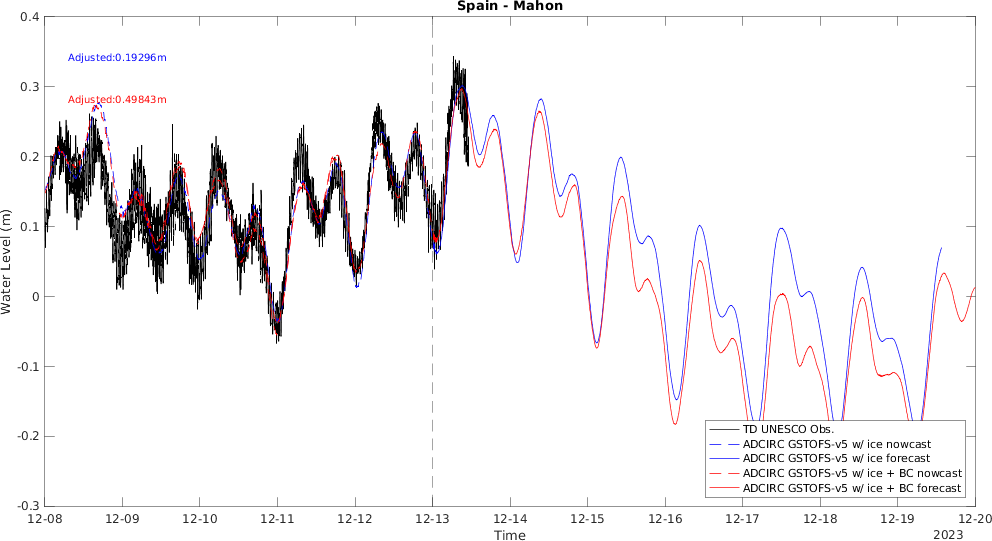 Spain - Mahon
Adjusted:0.19296m
Adjusted:0.49843m
Water Level (m)
0.4
0.3
0.2
0.1
0
-0.1
-0.2
-0.3
TD UNESCO Obs.
ADCIRC GSTOFS-v5 w/ ice nowcast
ADCIRC GSTOFS-v5 w/ ice forecast
ADCIRC GSTOFS-v5 w/ ice + BC nowcast
ADCIRC GSTOFS-v5 w/ ice + BC forecast
12-08 12-09 12-10 12-11 12-12 12-13 12-14 12-15 12-16 12-17 12-18 12-19 12-20
Time
2023